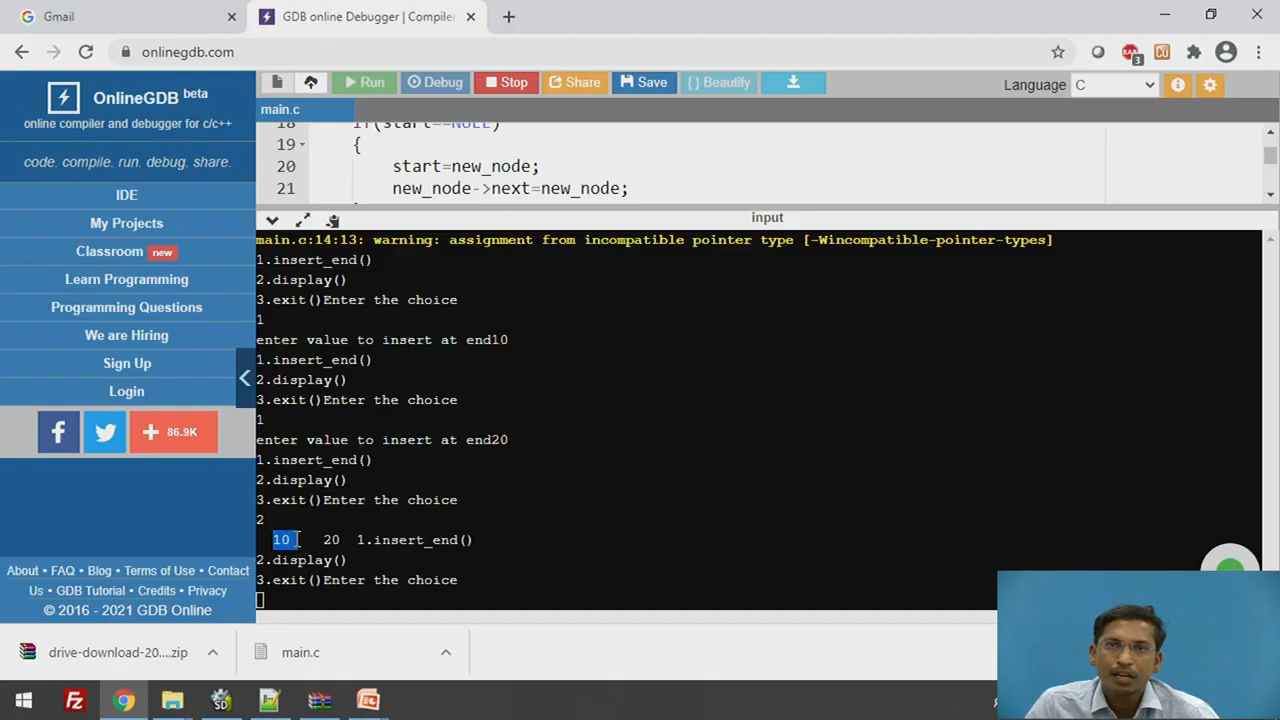 Gmail
GDB online Debugger | Compiler
onlinegdb.com
3
OnlineGDB beta
online compiler and debugger for c/c++
code. compile. run. debug. share.
IDE
My Projects
Classroom new
Learn Programming
Programming Questions
We are Hiring
Sign Up
Login
86.9K
About • FAQ • Blog • Terms of Use • Contact
Us • GDB Tutorial • Credits • Privacy
© 2016 - 2021 GDB Online
Run Debug Stop Share Save { } Beautify
Language C
main.c
18 if(start==NULL)
19 {
20 start=new_node;
21 new_node->next=new_node;
input
main.c:14:13: warning: assignment from incompatible pointer type [-Wincompatible-pointer-types]
1.insert_end()
2.display()
3.exit()Enter the choice
1
enter value to insert at end10
1.insert_end()
2.display()
3.exit()Enter the choice
1
enter value to insert at end20
1.insert_end()
2.display()
3.exit()Enter the choice
2
10 20 1.insert_end()
2.display()
3.exit()Enter the choice
drive-download-20....zip
main.c